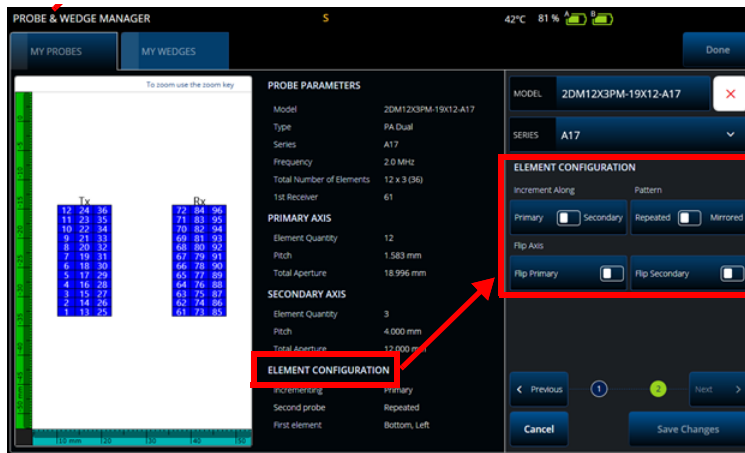 PROBE & WEDGE MANAGER
S
42°C 81 % A B
MY PROBES
MY WEDGES
Done
To zoom use the zoom key
Tx
12 24 36
11 23 35
10 22 34
9 21 33
8 20 32
7 19 31
6 18 30
5 17 29
4 16 28
3 15 27
2 14 26
1 13 25
Rx
72 84 96
71 83 95
70 82 94
69 81 93
68 80 92
67 79 91
66 78 90
65 77 89
64 76 88
63 75 87
62 74 86
61 73 85
10 mm 20 30 40 50
PROBE PARAMETERS
Model 2DM12X3PM-19X12-A17
Type PA Dual
Series A17
Frequency 2.0 MHz
Total Number of Elements 12 x 3 (36)
1st Receiver 61
PRIMARY AXIS
Element Quantity 12
Pitch 1.583 mm
Total Aperture 18.996 mm
SECONDARY AXIS
Element Quantity 3
Pitch 4.000 mm
Total Aperture 12.000 mm
ELEMENT CONFIGURATION
Incrementing Primary
Second probe Repeated
First element Bottom, Left
MODEL 2DM12X3PM-19X12-A17
SERIES A17
ELEMENT CONFIGURATION
Increment Along
Pattern
Primary Secondary
Repeated Mirrored
Flip Axis
Flip Primary
Flip Secondary
Previous 1 2 Next
Cancel
Save Changes